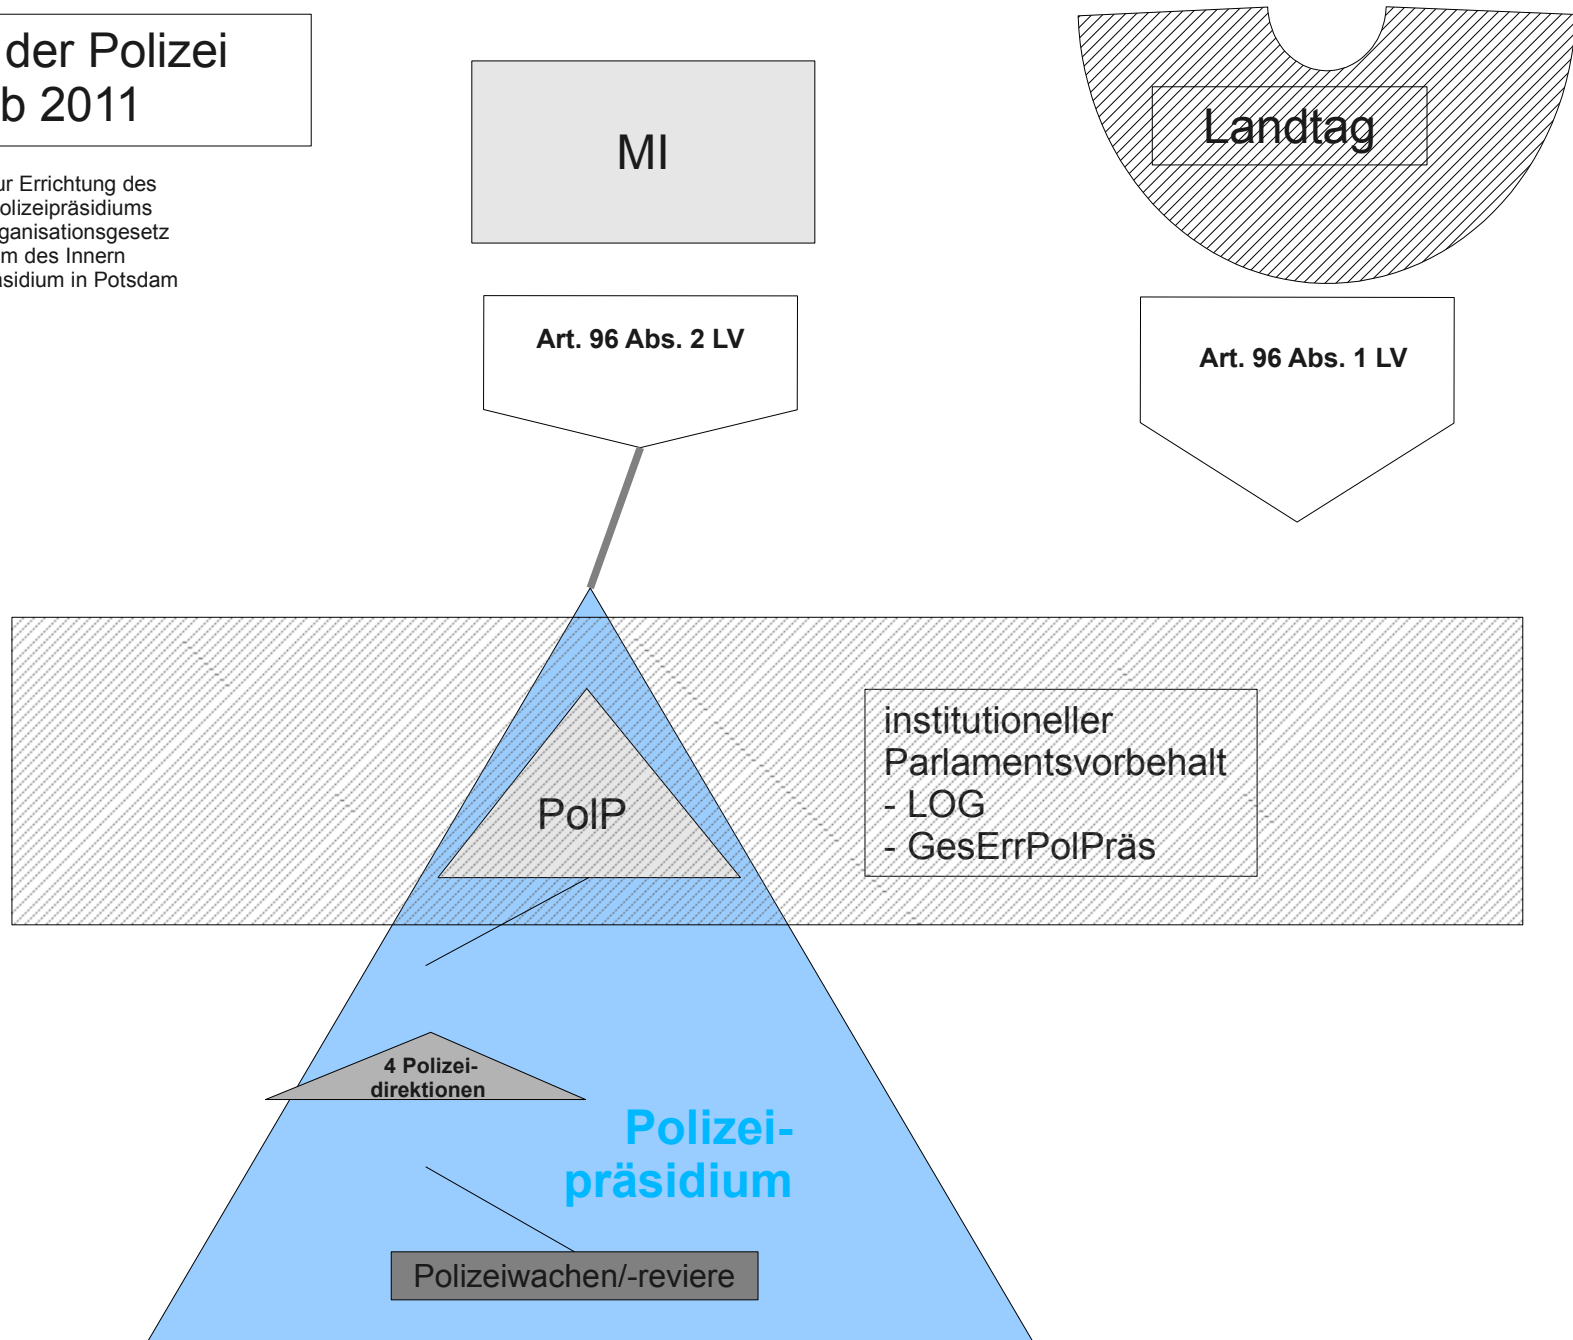 der Polizei
b 2011
ur Errichtung des
olizeipräsidiums
ganisationsgesetz
m des Innern
sidium in Potsdam
MI
Landtag
Art. 96 Abs. 2 LV
Art. 96 Abs. 1 LV
institutioneller
Parlamentsvorbehalt
- LOG
- GesErrPolPräs
PolP
4 Polizei-
direktionen
Polizei-
präsidium
Polizeiwachen/-reviere